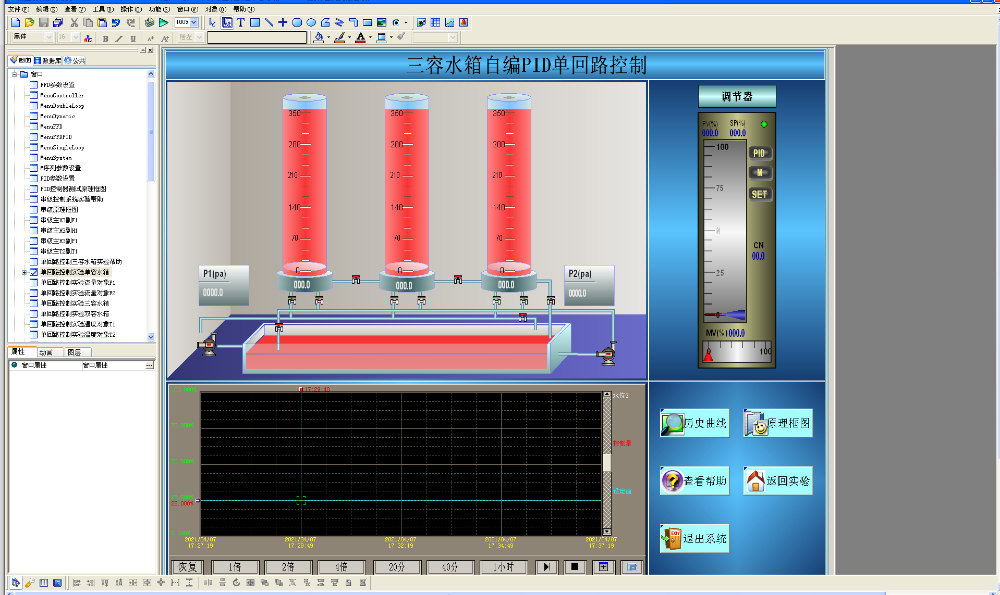 文件(F) 编辑(E) 查看(V) 工具(T) 操作(O) 功能(S) 窗口(W) 对象(O) 帮助(H)
100%
黑体 16 B I U A A 居左 A
画面 数据库 公共
窗口
FFD参数设置
MenuController
MenuDoubleLoop
MenuDynamic
MenuFFD
MenuFFDPID
MenuSingleLoop
MenuSystem
M序列参数设置
PID参数设置
PID控制器测试原理框图
串级控制系统实验帮助
串级原理框图
串级主H3副F1
串级主H3副H1
串级主H3副P1
串级主T2副T1
单回路控制三容水箱实验帮助
单回路控制实验单容水箱
单回路控制实验流量对象F1
单回路控制实验流量对象F2
单回路控制实验三容水箱
单回路控制实验双容水箱
单回路控制实验温度对象T1
单回路控制实验温度对象T2
属性 动画 图层
窗口属性 窗口属性
三容水箱自编PID单回路控制
350 350 350
280 280 280
210 210 210
140 140 140
70 70 70
0 0 0
000.0 000.0 000.0
P1(pa)
0000.0
P2(pa)
0000.0
调节器
PV(%) SP(%)
000.0 000.0
100
75
50
25
0
PID
M
SET
CN
00.0
MV(%) 000.0
0 100
17:29:48
100.000%
75.000%
50.000%
25.000%
25.000%
0.000%
水位3
控制量
设定值
2021/04/07 2021/04/07 2021/04/07 2021/04/07 2021/04/07
17:27:19 17:29:49 17:32:19 17:34:49 17:37:19
恢复 1倍 2倍 4倍 20分 40分 1小时
历史曲线 原理框图
查看帮助 返回实验
EXIT 退出系统